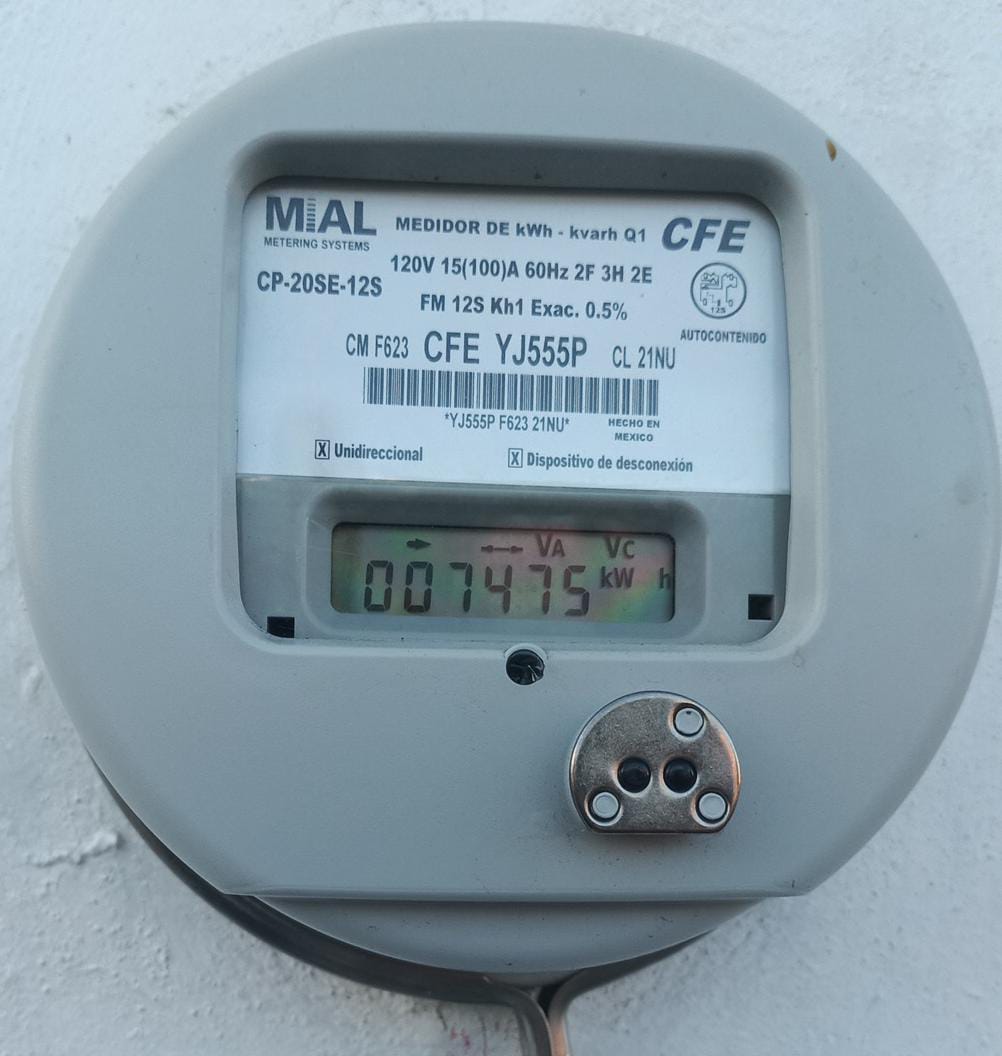 MIAL
METERING SYSTEMS
MEDIDOR DE kWh - kvarh Q1
CFE
CP-20SE-12S
120V 15(100)A 60Hz 2F 3H 2E
FM 12S Kh1 Exac. 0.5%
12S
AUTOCONTENIDO
CM F623 CFE YJ555P CL 21NU
*YJ555P F623 21NU*
HECHO EN
MEXICO
X Unidireccional
X Dispositivo de desconexión
VA VC
007475 kW h